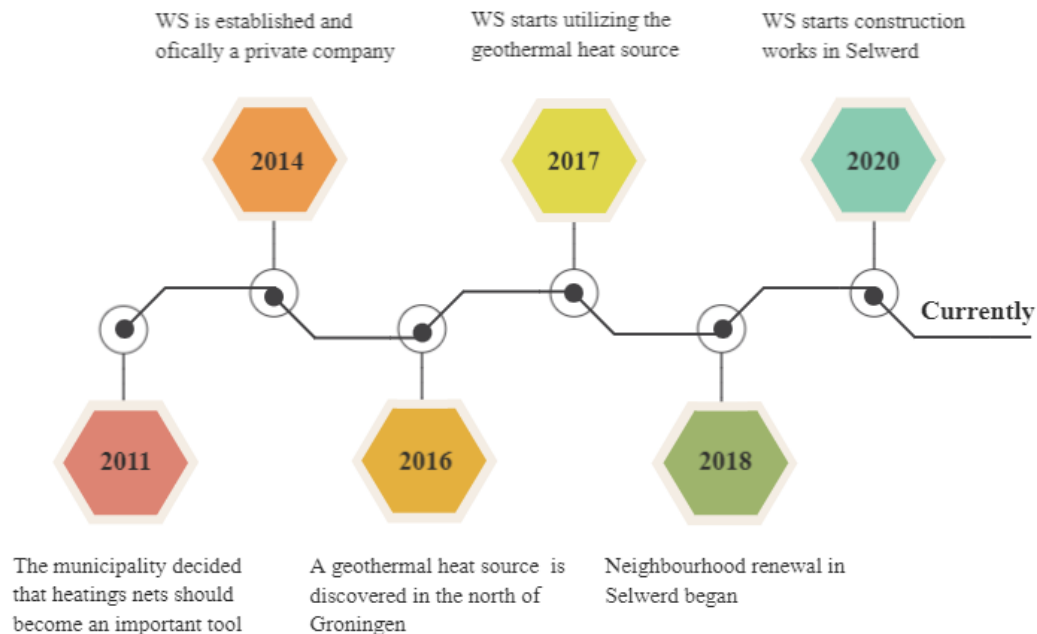 WS is established and
ofically a private company
WS starts utilizing the
geothermal heat source
WS starts construction
works in Selwerd
2014
2017
2020
Currently
2011
2016
2018
The municipality decided
that heatings nets should
become an important tool
A geothermal heat source is
discovered in the north of
Groningen
Neighbourhood renewal in
Selwerd began